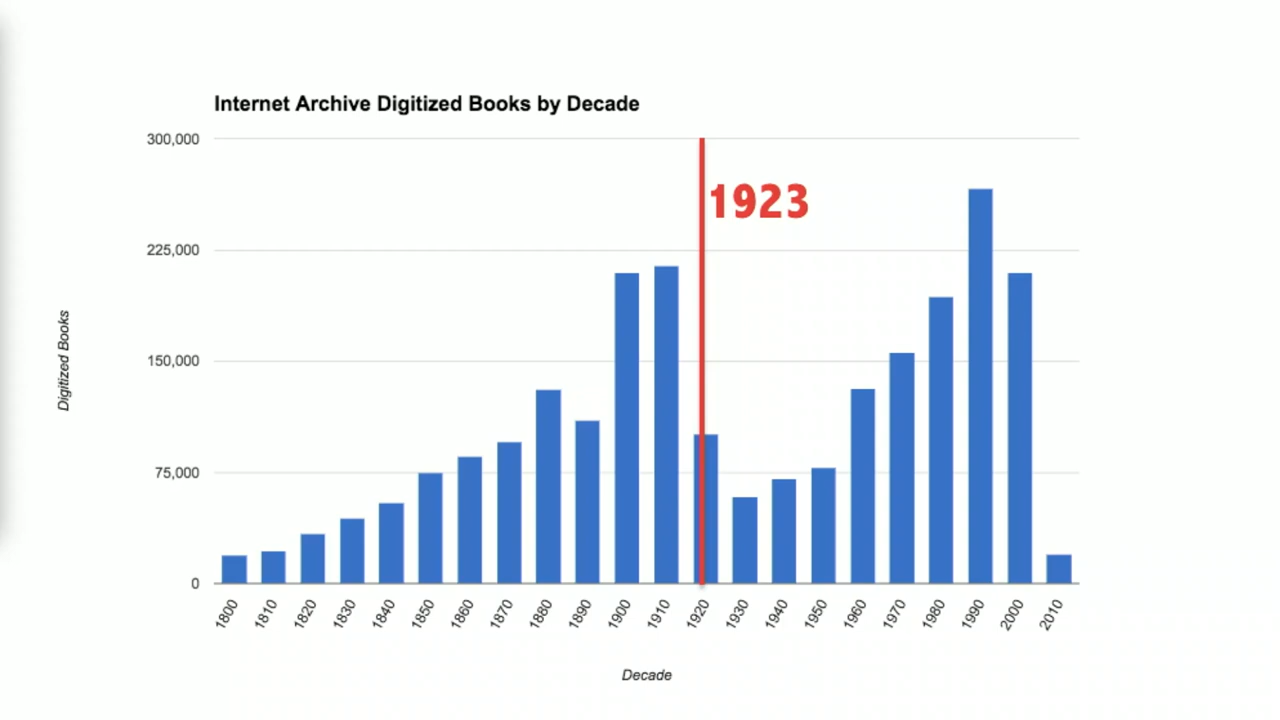 Internet Archive Digitized Books by Decade
300,000
1923
225,000
150,000
75,000
0
Digitized Books
1800 1810 1820 1830 1840 1850 1860 1870 1880 1890 1900 1910 1920 1930 1940 1950 1960 1970 1980 1990 2000 2010
Decade